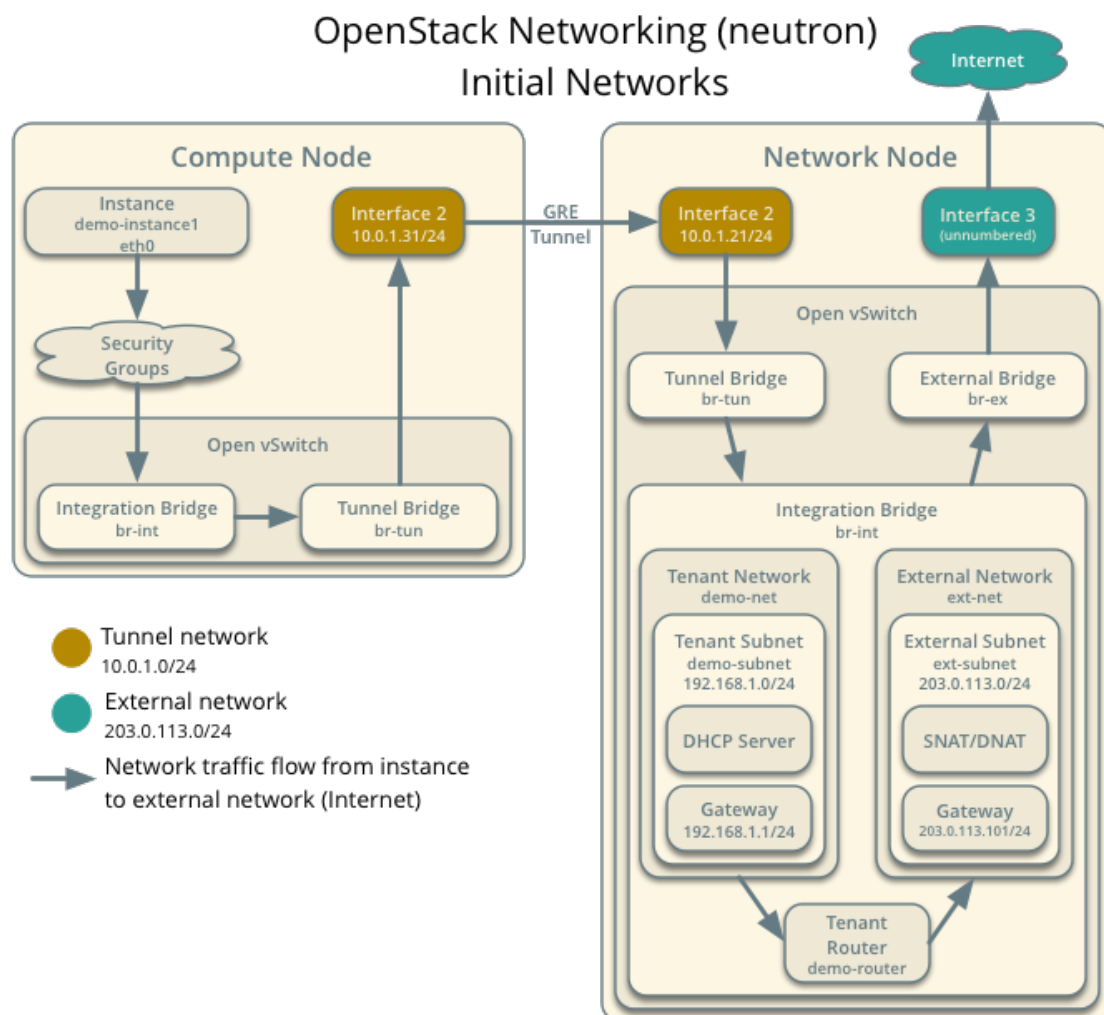 OpenStack Networking (neutron)
Initial Networks
Internet
Compute Node
Instance
demo-instance1
eth0
Interface 2
10.0.1.31/24
Security
Groups
Open vSwitch
Integration Bridge
br-int
Tunnel Bridge
br-tun
GRE
Tunnel
Network Node
Interface 2
10.0.1.21/24
Interface 3
(unnumbered)
Open vSwitch
Tunnel Bridge
br-tun
External Bridge
br-ex
Integration Bridge
br-int
Tenant Network
demo-net
Tenant Subnet
demo-subnet
192.168.1.0/24
DHCP Server
Gateway
192.168.1.1/24
External Network
ext-net
External Subnet
ext-subnet
203.0.113.0/24
SNAT/DNAT
Gateway
203.0.113.101/24
Tenant
Router
demo-router
Tunnel network
10.0.1.0/24
External network
203.0.113.0/24
Network traffic flow from instance
to external network (Internet)